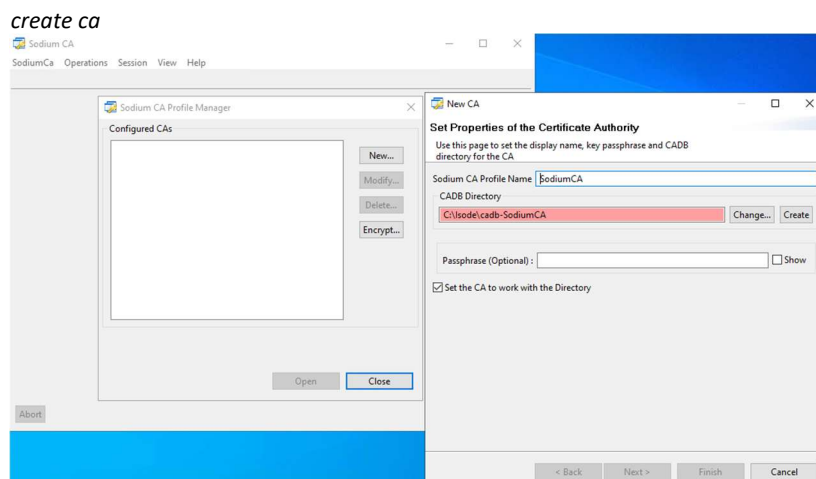 create ca
Sodium CA
SodiumCa Operations Session View Help
Sodium CA Profile Manager
Configured CAs
New...
Modify...
Delete...
Encrypt...
Open
Close
Abort
New CA
Set Properties of the Certificate Authority
Use this page to set the display name, key passphrase and CADB
directory for the CA
Sodium CA Profile Name SodiumCA
CADB Directory
C:\Isode\cadb-SodiumCA Change... Create
Passphrase (Optional) : Show
Set the CA to work with the Directory
< Back Next > Finish Cancel